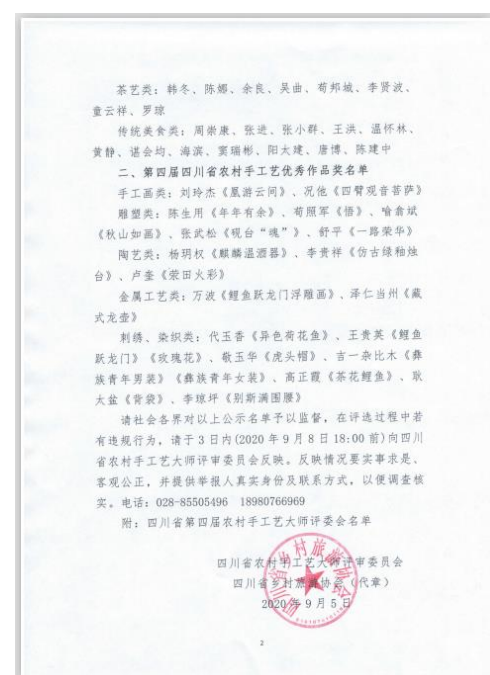 茶艺类：韩冬、陈娜、余良、吴曲、苟邦域、李贤波、
童云祥、罗琼
传统美食类：周崇康、张进、张小群、王洪、温怀林、
黄静、谌会均、海滨、窦瑞彬、阳大建、唐博、陈建中
二、第四届四川省农村手工艺优秀作品奖名单
手工画类：刘玲杰《凰游云间》、况他《四臂观音菩萨》
雕塑类：陈生用《年年有余》、苟照军《悟》、喻俞斌
《秋山如画》、张武松《砚台“魂”》、舒平《一路荣华》
陶艺类：杨玥权《麒麟温酒器》、李贵祥《仿古绿釉烛
台》、卢奎《荣田火彩》
金属工艺类：万波《鲤鱼跃龙门浮雕画》、泽仁当州《藏
式龙壶》
刺绣、染织类：代玉香《异色荷花鱼》、王贵英《鲤鱼
跃龙门》《玫瑰花》、敬玉华《虎头帽》、吉一杂比木《彝
族青年男装》《彝族青年女装》、高正霞《茶花鲤鱼》、耿
太盆《背袋》、李琼坪《别斯满围腰》
请社会各界对以上公示名单予以监督，在评选过程中若
有违规行为，请于3日内(2020年9月8日18:00前)向四川
省农村手工艺大师评审委员会反映。反映情况要实事求是、
客观公正，并提供举报人真实身份及联系方式，以便调查核
实。电话：028-85505496 18980766969
附：四川省第四届农村手工艺大师评委会名单
四川省农村手工艺大师评审委员会
四川省乡村旅游协会（代章）
2020年9月5日
四川省乡村旅游协会
2